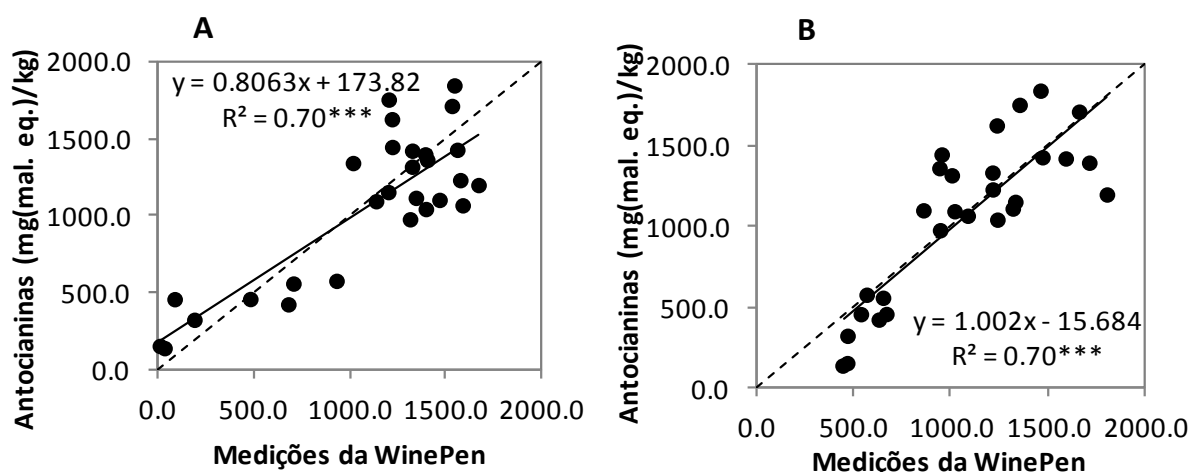 A
Antocianinas (mg(mal. eq.)/kg)
2000.0
1500.0
1000.0
500.0
0.0
y = 0.8063x + 173.82
R² = 0.70***
0.0 500.0 1000.0 1500.0 2000.0
Medições da WinePen
B
Antocianinas (mg(mal. eq.)/kg)
2000.0
1500.0
1000.0
500.0
0.0
y = 1.002x - 15.684
R² = 0.70***
0.0 500.0 1000.0 1500.0 2000.0
Medições da WinePen